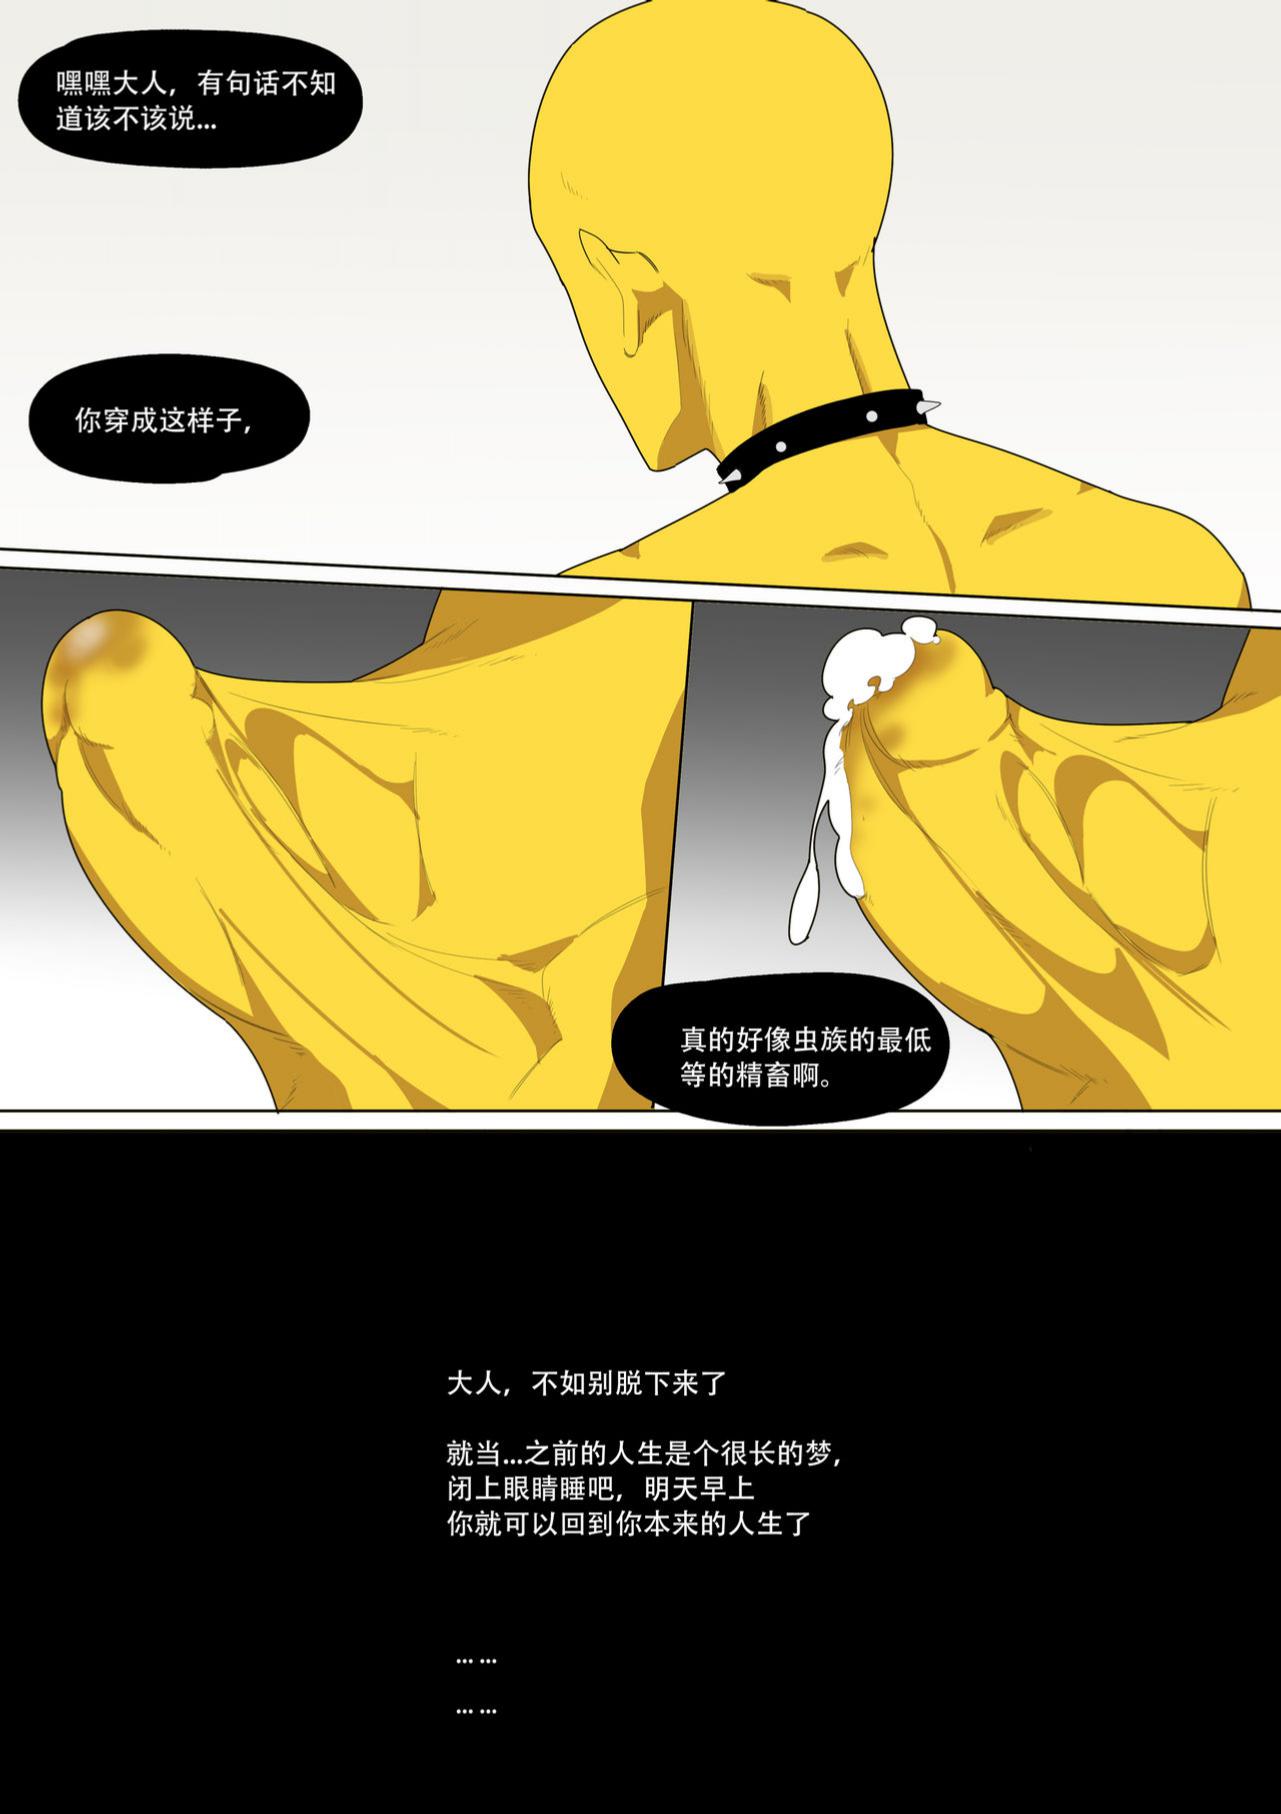 嘿嘿大人，有句话不知
道该不该说...
你穿成这样子，
真的好像虫族的最低
等的精畜啊。
大人，不如别脱下来了
就当...之前的人生是个很长的梦，
闭上眼睛睡吧，明天早上
你就可以回到你本来的人生了
... ...
... ...